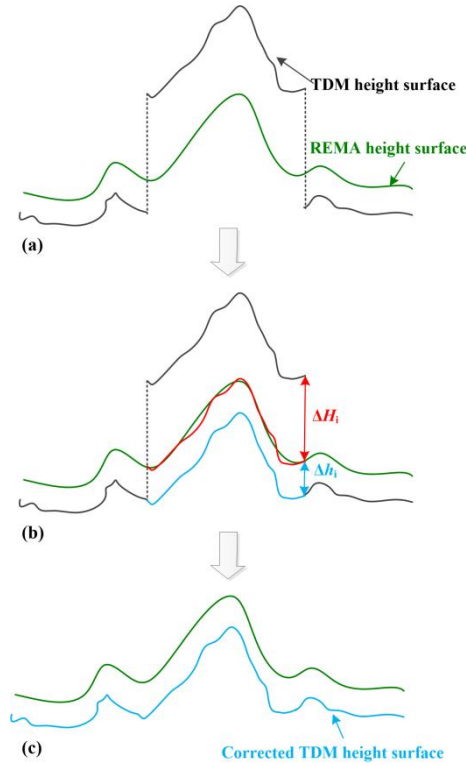 TDM height surface
REMA height surface
(a)
ΔHi
Δhi
(b)
(c)
Corrected TDM height surface